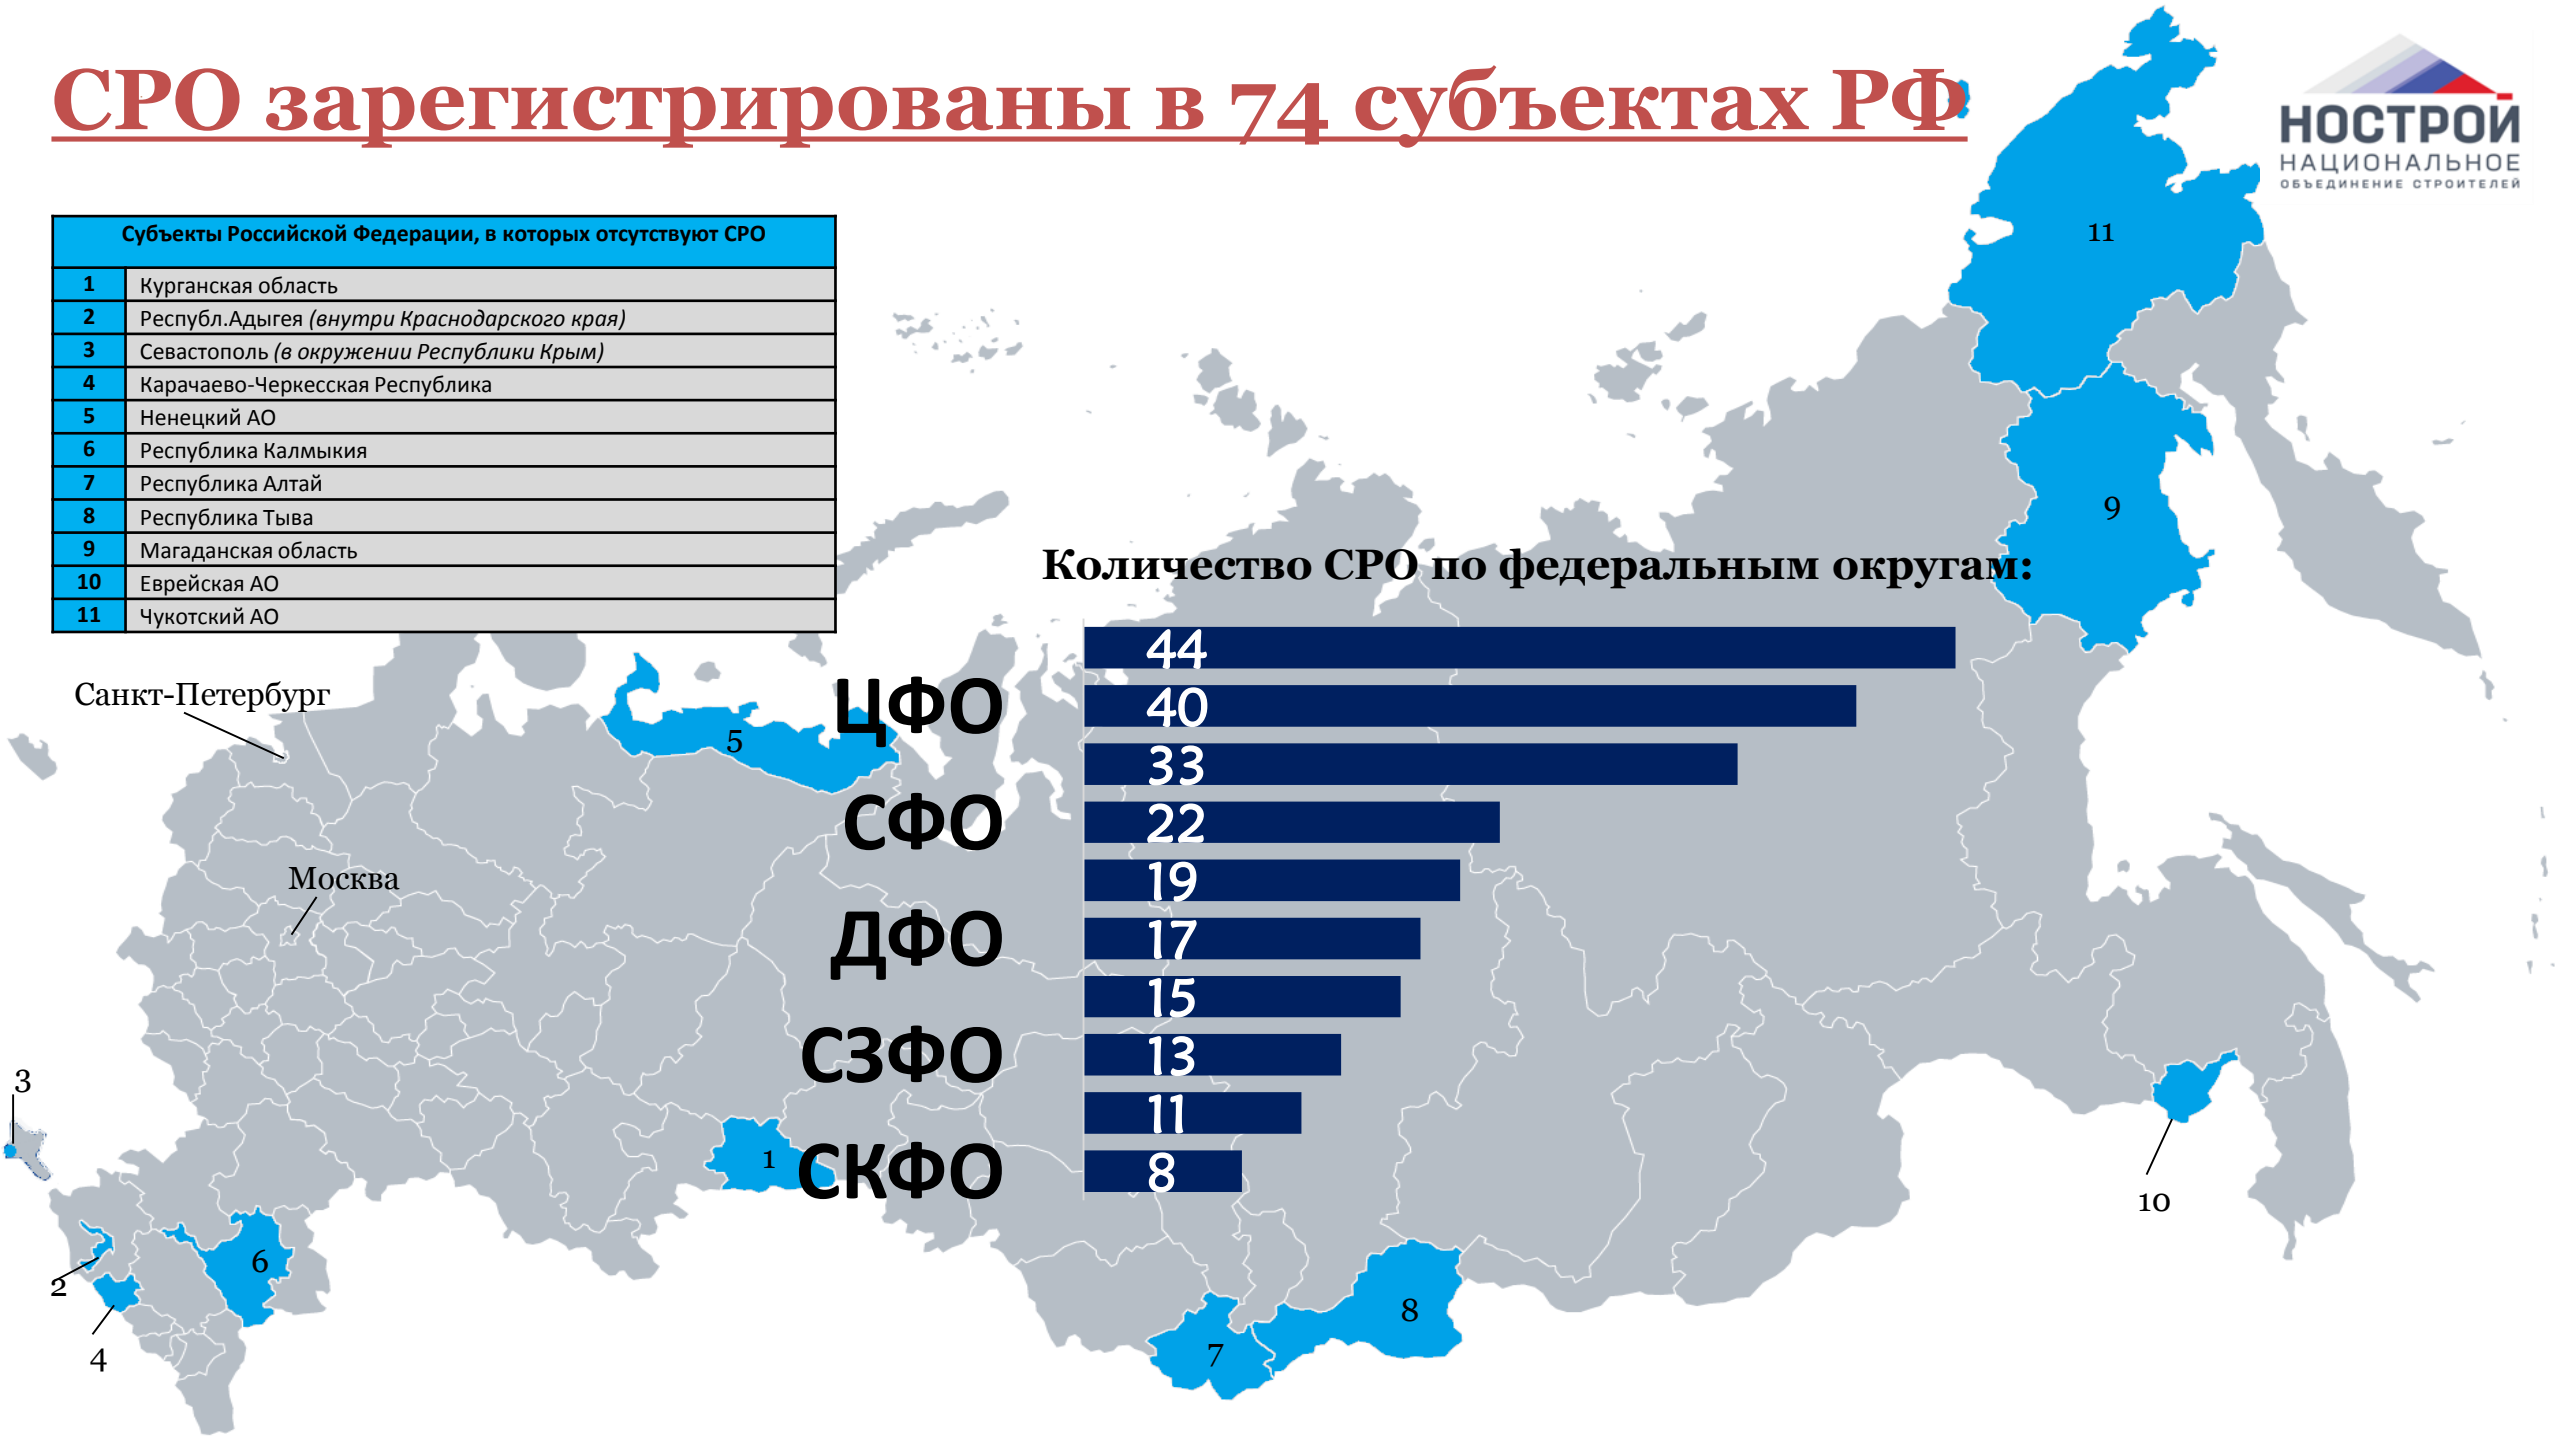 СРО зарегистрированы в 74 субъектах РФ
НОСТРОЙ
НАЦИОНАЛЬНОЕ
ОБЪЕДИНЕНИЕ СТРОИТЕЛЕЙ
Субъекты Российской Федерации, в которых отсутствуют СРО
1 Курганская область
2 Республ.Адыгея (внутри Краснодарского края)
3 Севастополь (в окружении Республики Крым)
4 Карачаево-Черкесская Республика
5 Ненецкий АО
6 Республика Калмыкия
7 Республика Алтай
8 Республика Тыва
9 Магаданская область
10 Еврейская АО
11 Чукотский АО
11
9
Количество СРО по федеральным округам:
44
ЦФО 40
33
СФО 22
19
ДФО 17
15
СЗФО 13
11
СКФО 8
Санкт-Петербург
5
Москва
3
1
10
6
2
4
8
7